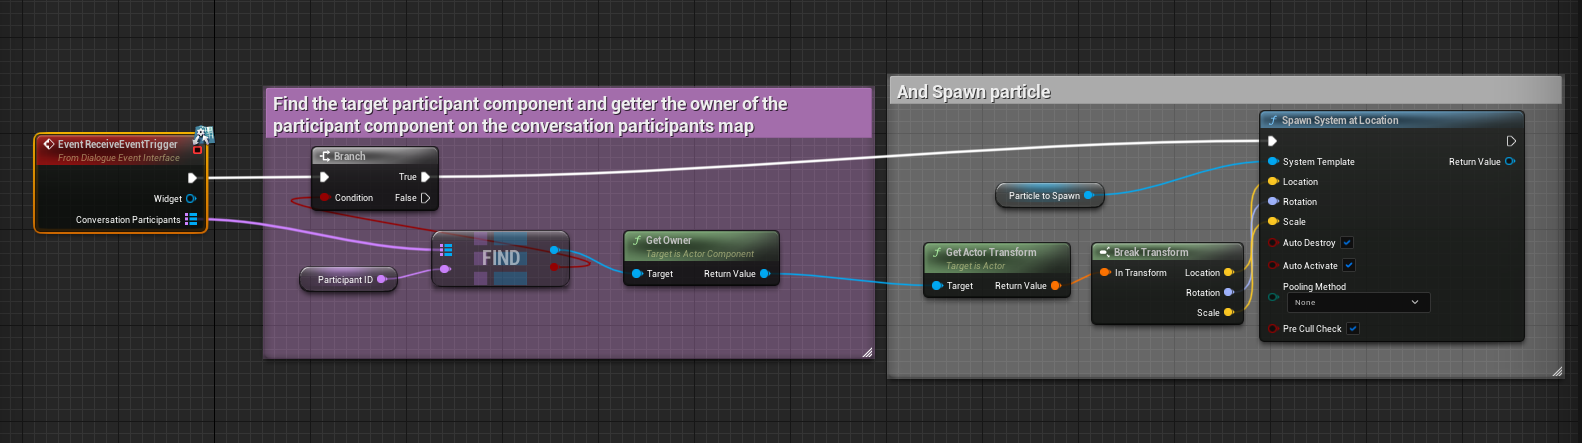 Event ReceiveEventTrigger
From Dialogue Event Interface
Widget
Conversation Participants
Find the target participant component and getter the owner of the
participant component on the conversation participants map
Branch
True
Condition
False
Participant ID
FIND
Get Owner
Target is Actor Component
Target
Return Value
And Spawn particle
Particle to Spawn
Get Actor Transform
Target is Actor
Target
Return Value
Break Transform
In Transform
Location
Rotation
Scale
Spawn System at Location
System Template
Return Value
Location
Rotation
Scale
Auto Destroy
Auto Activate
Pooling Method
None
Pre Cull Check